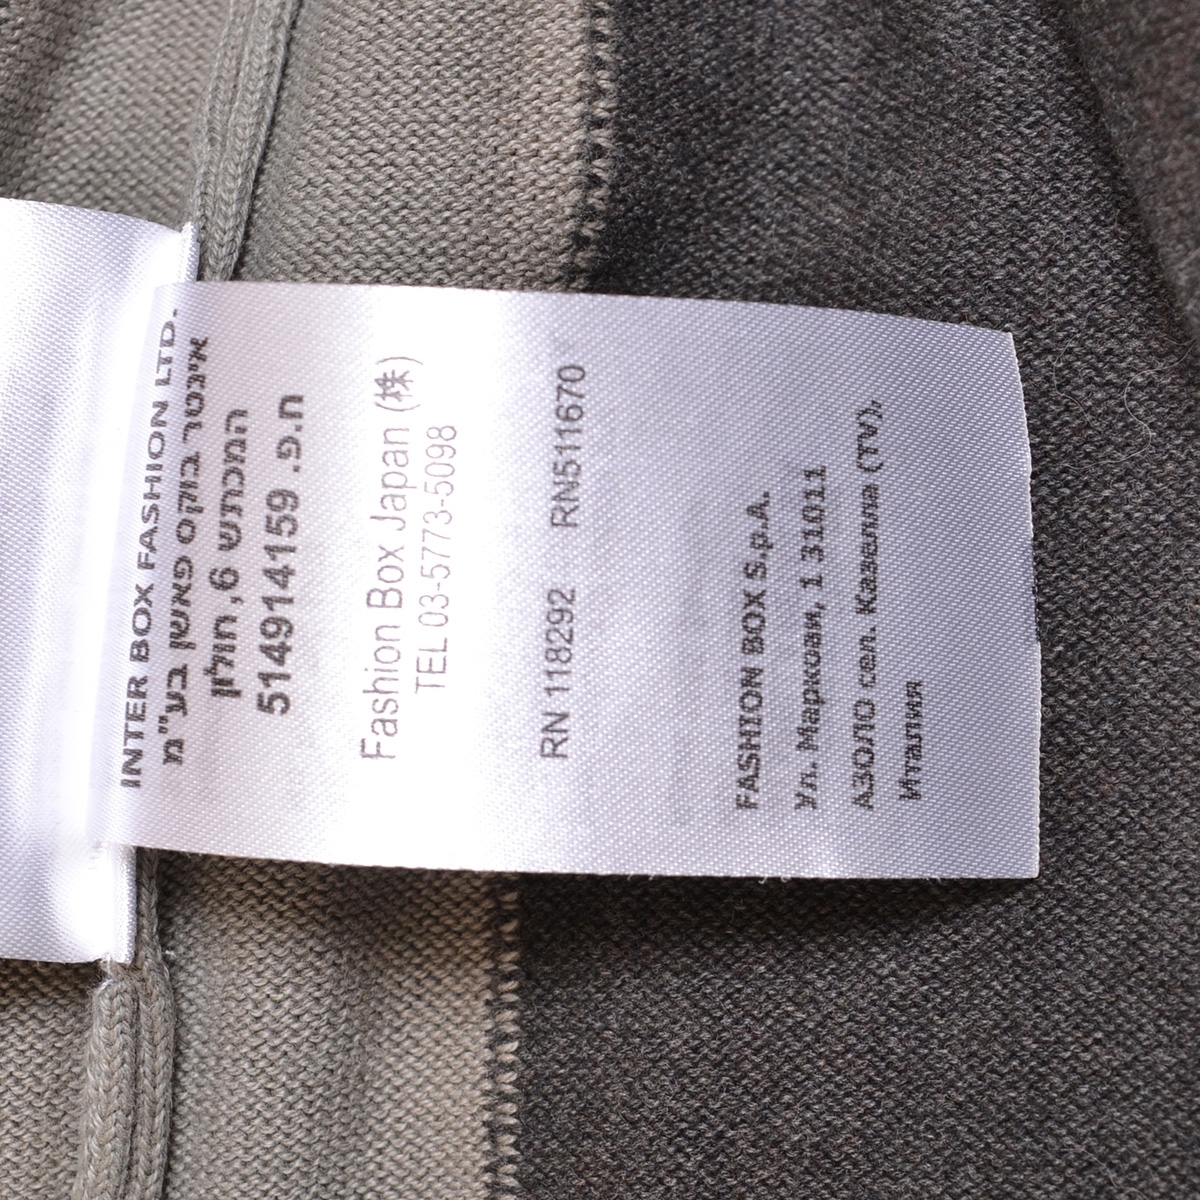 INTER BOX FASHION LTD.
אינטר בוקס פאשן בע"מ
המכתש 6, חולון
ח.פ. 514914159
Fashion Box Japan (株)
TEL 03-5773-5098
RN 118292 RN511670
FASHION BOX S.p.A.
Ул. Маркони, 1 31011
АЗОЛО сел. Казелла (TV),
Италия